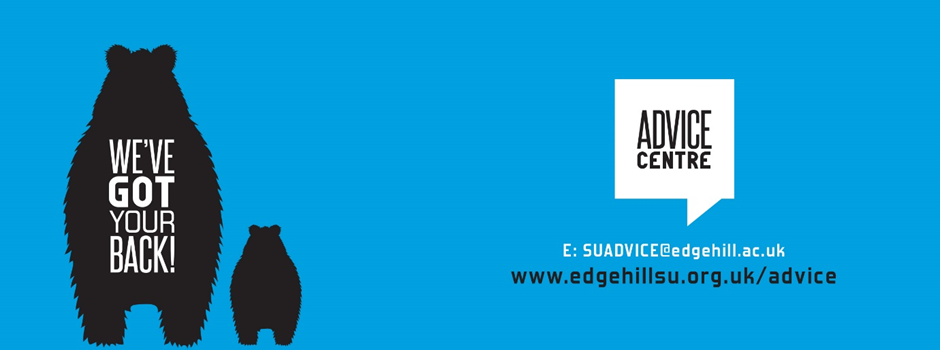 WE'VE
GOT
YOUR
BACK!
ADVICE
CENTRE
E: SUADVICE@edgehill.ac.uk
www.edgehillsu.org.uk/advice